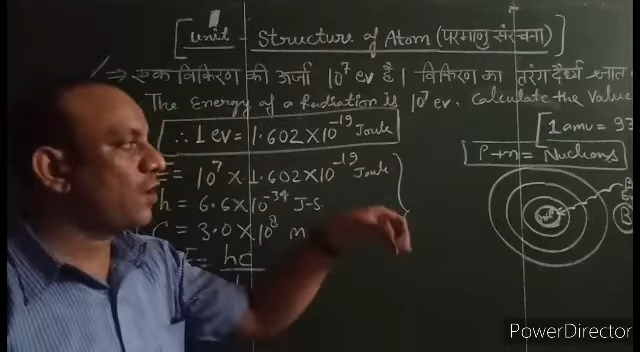 [Unit - Structure of Atom (परमाणु संरचना)]
⇒ एक विकिरण की ऊर्जा 10⁷ ev है। विकिरण का तरंग दैर्ध्य ज्ञात
The Energy of a Radiation is 10⁷ ev. Calculate the Value
∴ 1 ev = 1.602 × 10⁻¹⁹ Joule
1 amu = 93
P+n = Nucleons
E = 10⁷ × 1.602 × 10⁻¹⁹ Joule
h = 6.6 × 10⁻³⁴ J-S
C = 3.0 × 10⁸ m
E = hc
PowerDirector